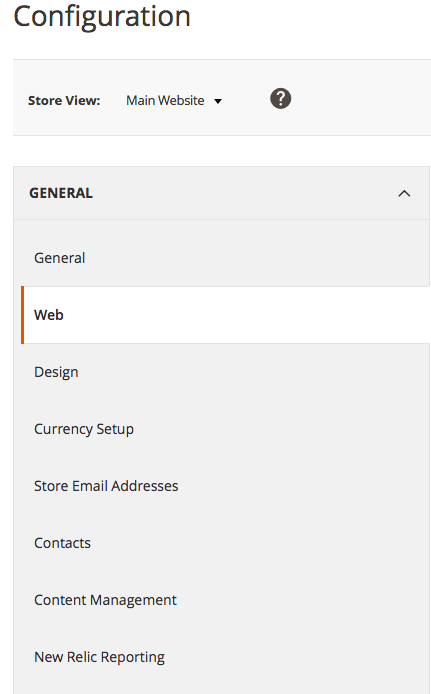 Configuration
Store View: Main Website ?
GENERAL
General
Web
Design
Currency Setup
Store Email Addresses
Contacts
Content Management
New Relic Reporting